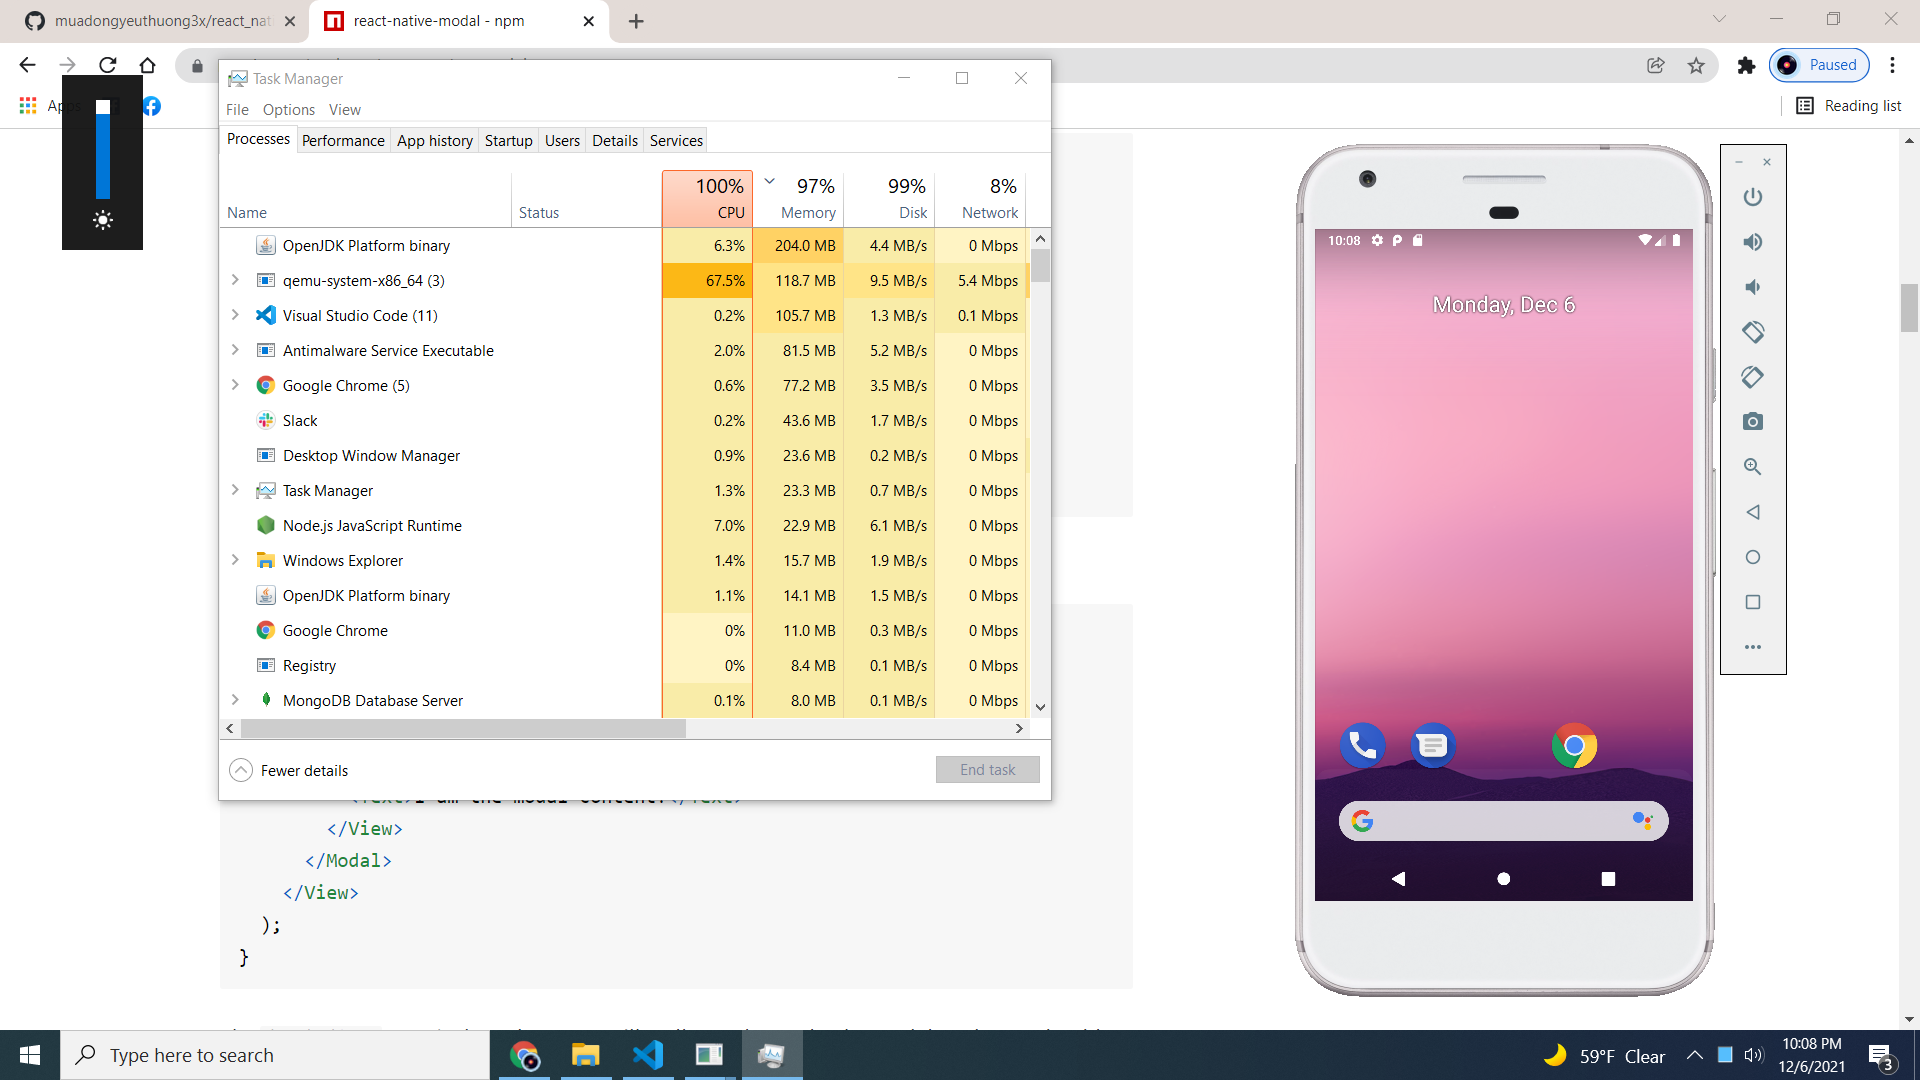 muadongyeuthuong3x/react_nat
react-native-modal - npm
Paused
Apps
Reading list
Task Manager
File Options View
Processes Performance App history Startup Users Details Services
100% 97% 99% 8%
Name Status CPU Memory Disk Network
OpenJDK Platform binary 6.3% 204.0 MB 4.4 MB/s 0 Mbps
qemu-system-x86_64 (3) 67.5% 118.7 MB 9.5 MB/s 5.4 Mbps
Visual Studio Code (11) 0.2% 105.7 MB 1.3 MB/s 0.1 Mbps
Antimalware Service Executable 2.0% 81.5 MB 5.2 MB/s 0 Mbps
Google Chrome (5) 0.6% 77.2 MB 3.5 MB/s 0 Mbps
Slack 0.2% 43.6 MB 1.7 MB/s 0 Mbps
Desktop Window Manager 0.9% 23.6 MB 0.2 MB/s 0 Mbps
Task Manager 1.3% 23.3 MB 0.7 MB/s 0 Mbps
Node.js JavaScript Runtime 7.0% 22.9 MB 6.1 MB/s 0 Mbps
Windows Explorer 1.4% 15.7 MB 1.9 MB/s 0 Mbps
OpenJDK Platform binary 1.1% 14.1 MB 1.5 MB/s 0 Mbps
Google Chrome 0% 11.0 MB 0.3 MB/s 0 Mbps
Registry 0% 8.4 MB 0.1 MB/s 0 Mbps
MongoDB Database Server 0.1% 8.0 MB 0.1 MB/s 0 Mbps
Fewer details
End task
</View>
</Modal>
</View>
);
}
10:08
Monday, Dec 6
Type here to search
59°F Clear
10:08 PM
12/6/2021
3